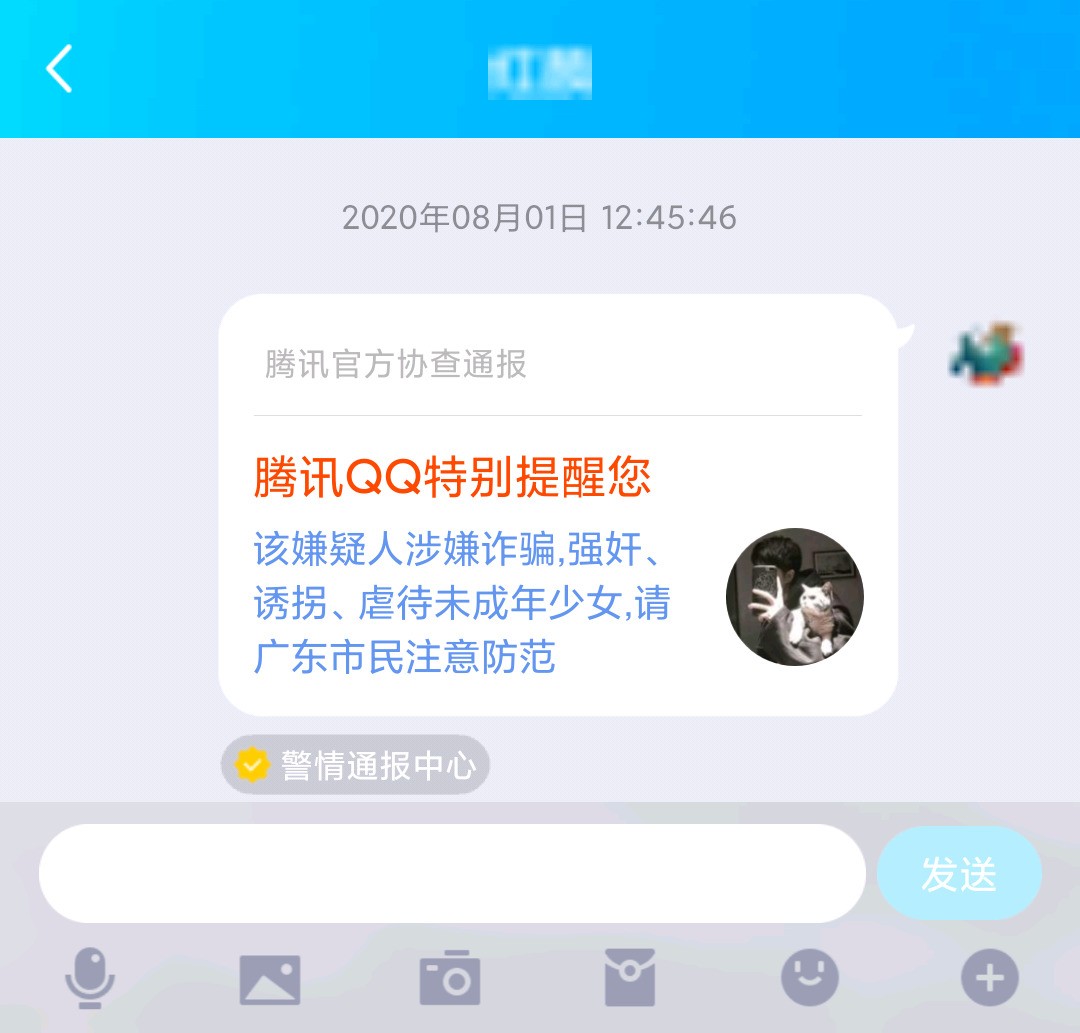 2020年08月01日 12:45:46
腾讯官方协查通报
腾讯QQ特别提醒您
该嫌疑人涉嫌诈骗,强奸、
诱拐、虐待未成年少女,请
广东市民注意防范
警情通报中心
发送